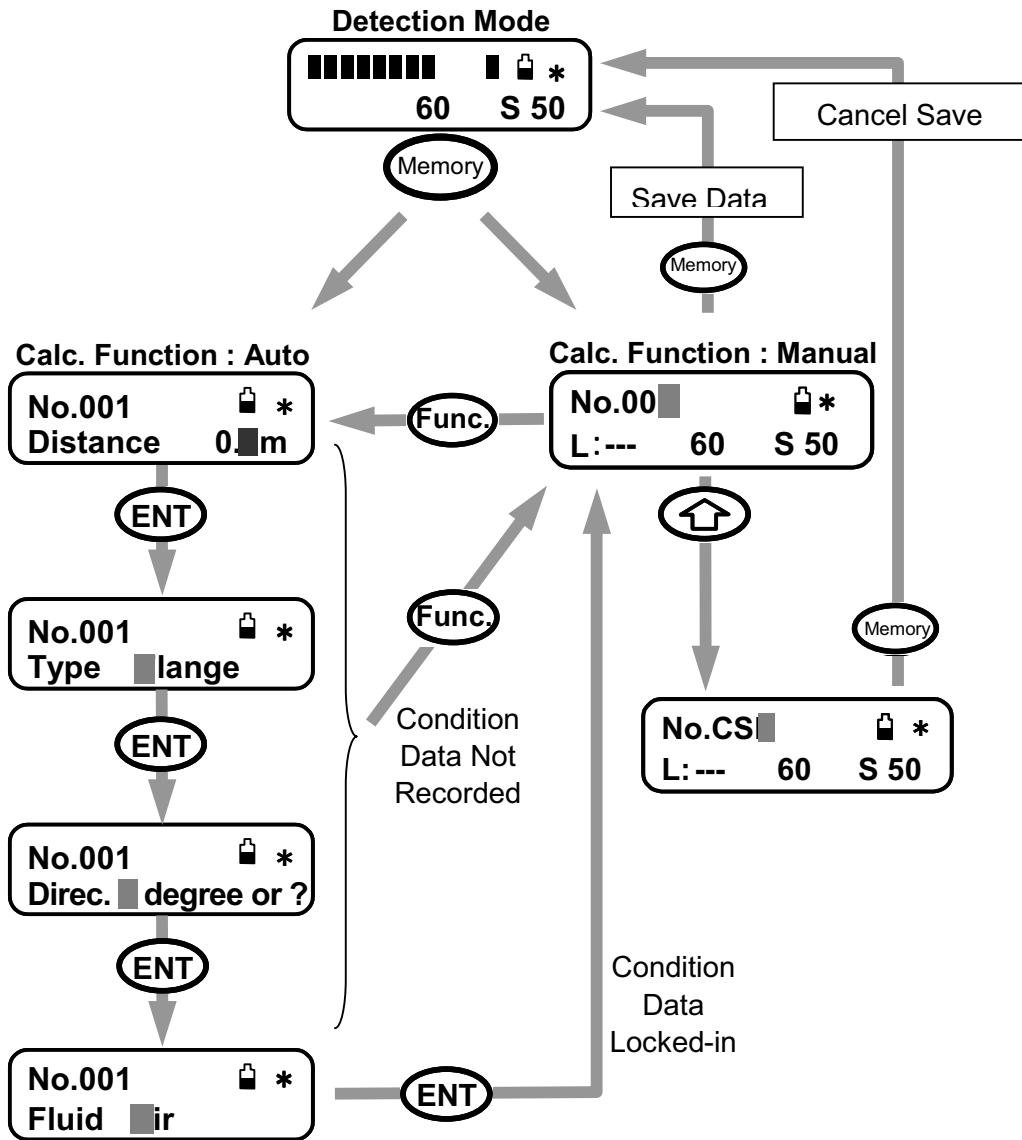 Detection Mode
60 S 50
Memory
Cancel Save
Save Data
Memory
Calc. Function : Auto
No.001 *
Distance 0. m
Calc. Function : Manual
No.00 *
L:--- 60 S 50
Func.
ENT
No.001 *
Type lange
Func.
Memory
ENT
Condition
Data Not
Recorded
No.CS *
L: --- 60 S 50
No.001 *
Direc. degree or ?
ENT
Condition
Data
Locked-in
No.001 *
Fluid ir
ENT